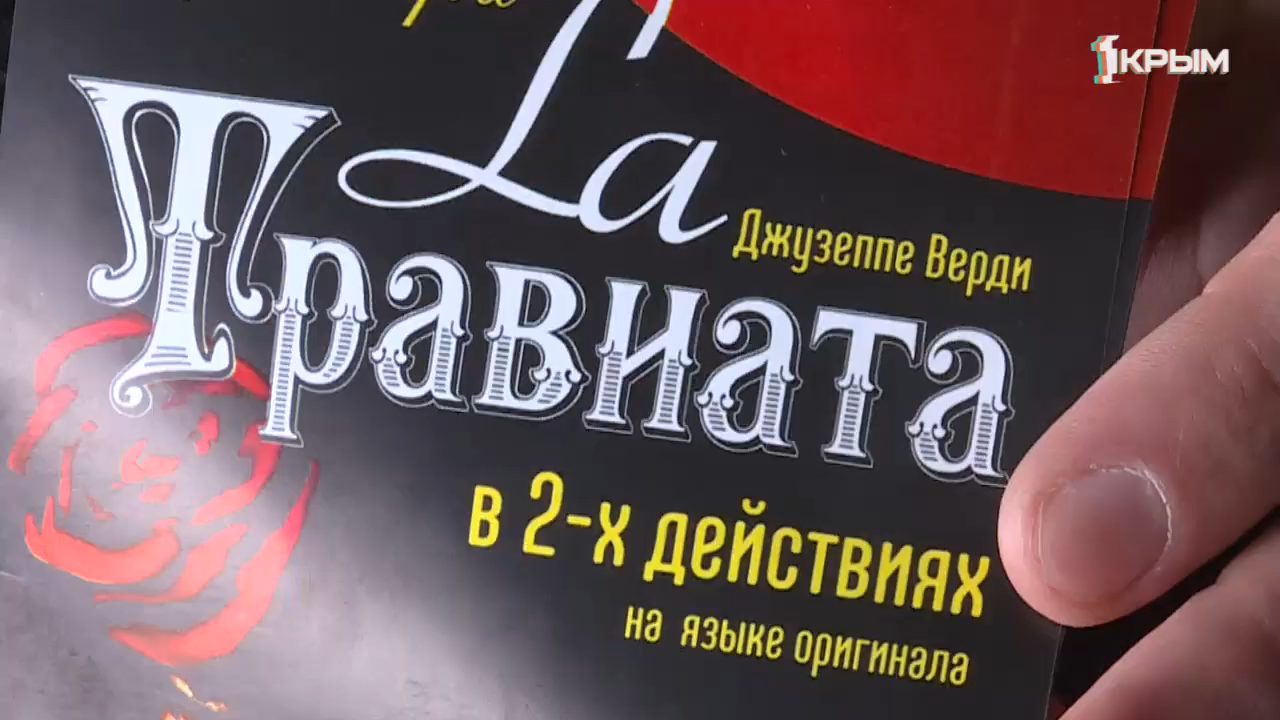 1КРЫМ
La
Джузеппе Верди
Травиата
в 2-х действиях
на языке оригинала